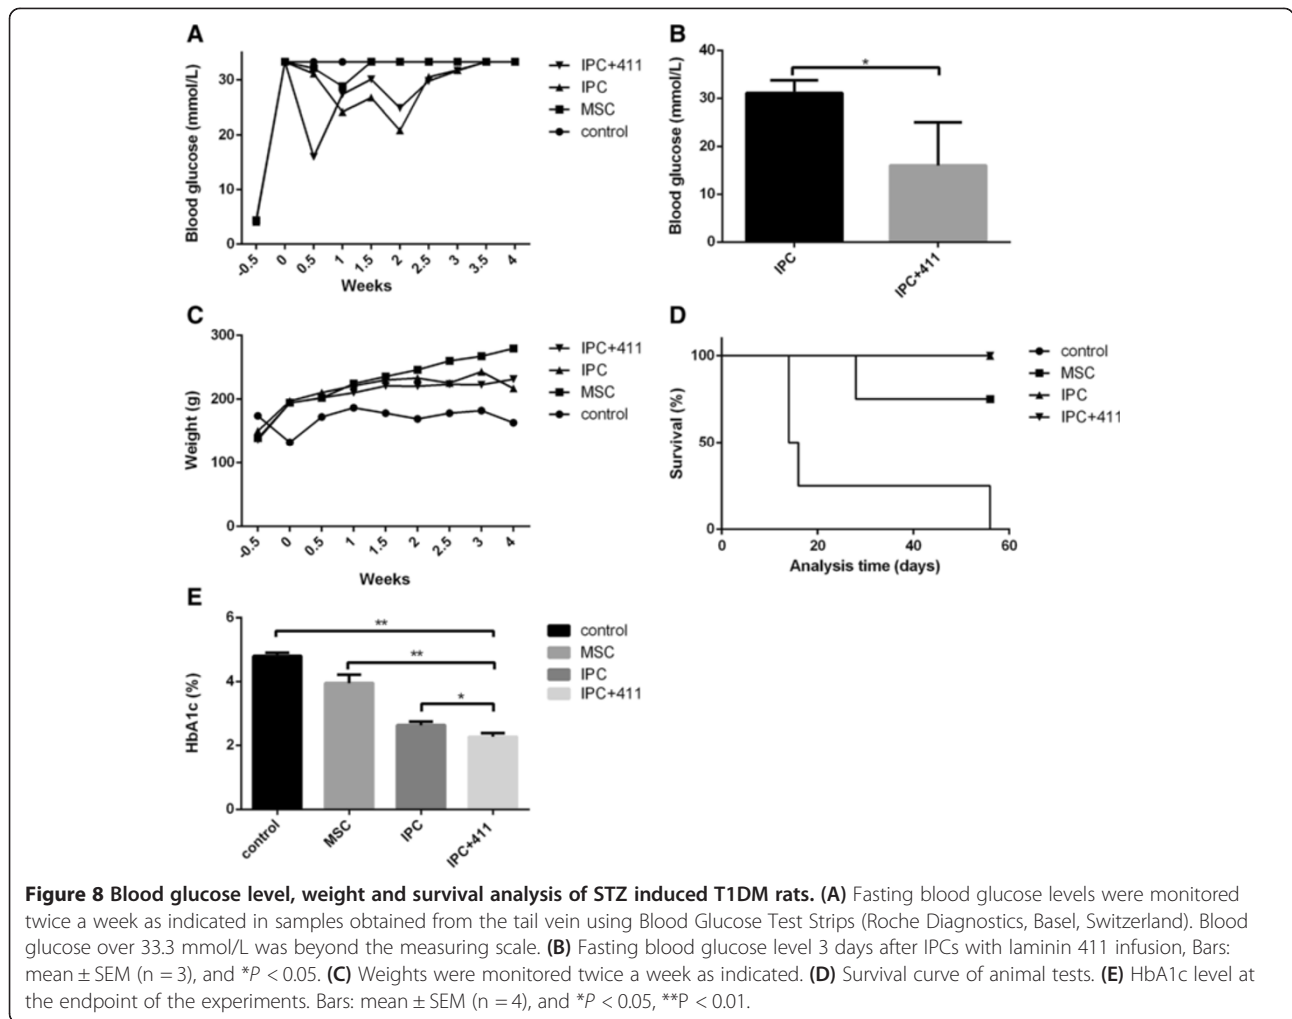 A
Blood glucose (mmol/L)
30
20
10
0
-0.5 0 0.5 1 1.5 2 2.5 3 3.5 4
Weeks
IPC+411
IPC
MSC
control
B
Blood glucose (mmol/L)
40
30
20
10
0
*
IPC IPC+411
C
Weight (g)
300
200
100
0
-0.5 0 0.5 1 1.5 2 2.5 3 4
Weeks
IPC+411
IPC
MSC
control
D
Survival (%)
100
50
0
0 20 40 60
Analysis time (days)
control
MSC
IPC
IPC+411
E
HbA1c (%)
6
4
2
0
**
**
*
control MSC IPC IPC+411
control
MSC
IPC
IPC+411
Figure 8 Blood glucose level, weight and survival analysis of STZ induced T1DM rats. (A) Fasting blood glucose levels were monitored
twice a week as indicated in samples obtained from the tail vein using Blood Glucose Test Strips (Roche Diagnostics, Basel, Switzerland). Blood
glucose over 33.3 mmol/L was beyond the measuring scale. (B) Fasting blood glucose level 3 days after IPCs with laminin 411 infusion, Bars:
mean ± SEM (n = 3), and *P < 0.05. (C) Weights were monitored twice a week as indicated. (D) Survival curve of animal tests. (E) HbA1c level at
the endpoint of the experiments. Bars: mean ± SEM (n = 4), and *P < 0.05, **P < 0.01.